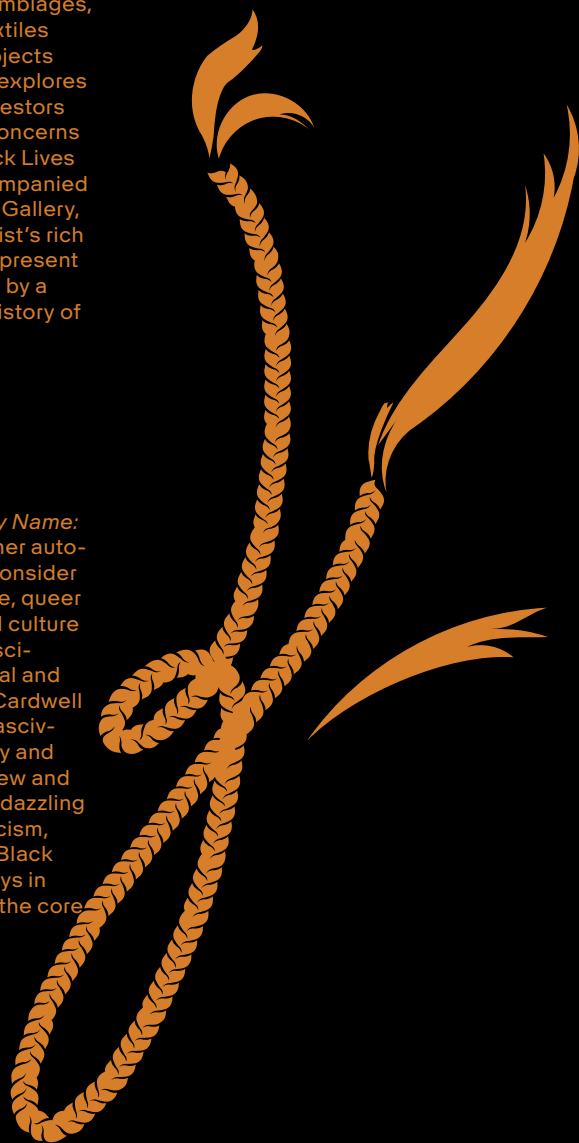 mblages,
xtiles
jects
explores
estors
oncerns
ck Lives
mpanied
Gallery,
ist's rich
present
by a
istory of
y Name:
her auto-
onsider
e, queer
l culture
sci-
al and
Cardwell
asciv-
y and
ew and
dazzling
cism,
Black
ys in
the core